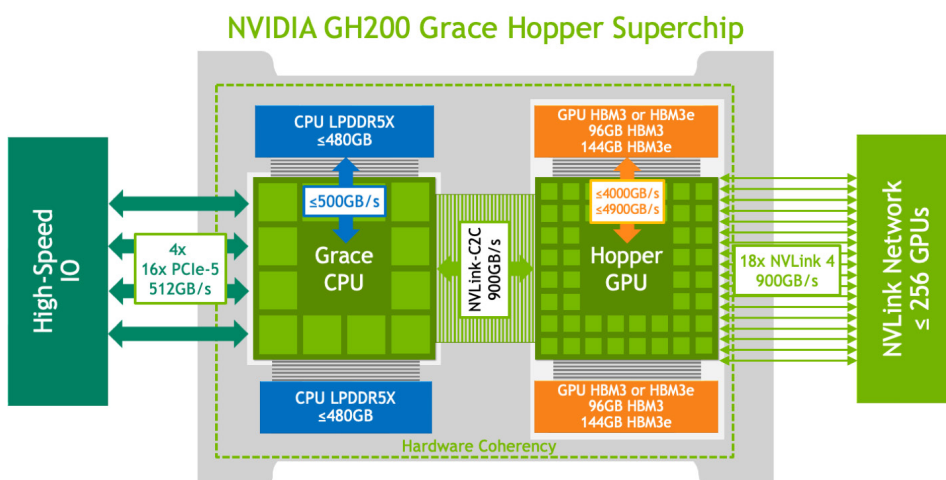 NVIDIA GH200 Grace Hopper Superchip
CPU LPDDR5X
≤480GB
GPU HBM3 or HBM3e
96GB HBM3
144GB HBM3e
High-Speed
IO
4x
16x PCIe-5
512GB/s
≤500GB/s
Grace
CPU
NVLink-C2C
900GB/s
≤4000GB/s
≤4900GB/s
Hopper
GPU
18x NVLink 4
900GB/s
NVLink Network
≤ 256 GPUs
CPU LPDDR5X
≤480GB
GPU HBM3 or HBM3e
96GB HBM3
144GB HBM3e
Hardware Coherency